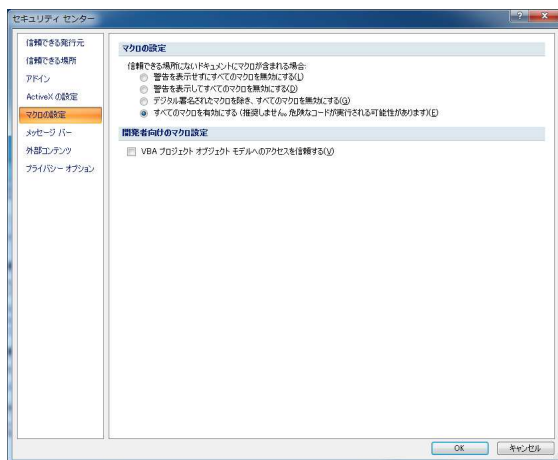 セキュリティ センター
信頼できる発行元
信頼できる場所
アドイン
ActiveX の設定
マクロの設定
メッセージ バー
外部コンテンツ
プライバシー オプション
マクロの設定
信頼できる場所にないドキュメントにマクロが含まれる場合:
警告を表示せずにすべてのマクロを無効にする(L)
警告を表示してすべてのマクロを無効にする(D)
デジタル署名されたマクロを除き、すべてのマクロを無効にする(G)
すべてのマクロを有効にする (推奨しません。危険なコードが実行される可能性があります)(E)
開発者向けのマクロ設定
VBA プロジェクト オブジェクト モデルへのアクセスを信頼する(V)
OK
キャンセル